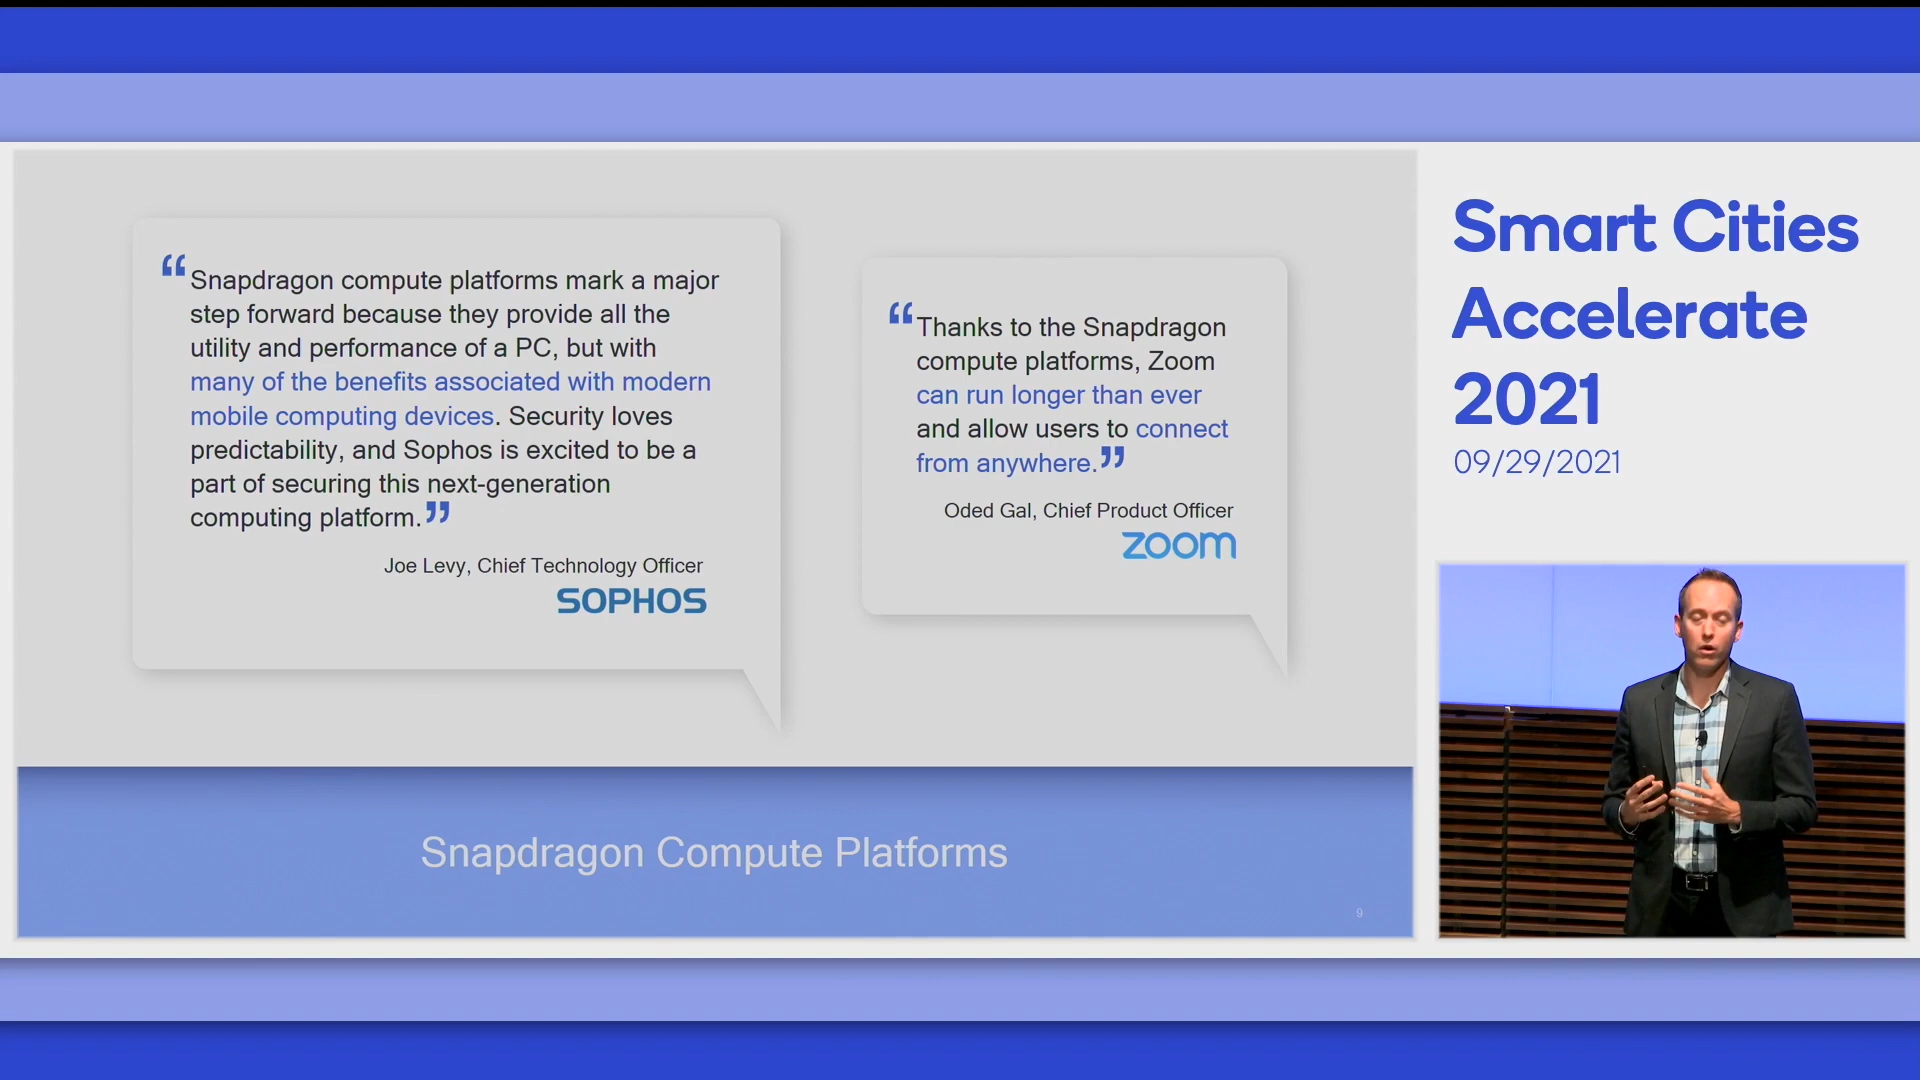 “Snapdragon compute platforms mark a major
step forward because they provide all the
utility and performance of a PC, but with
many of the benefits associated with modern
mobile computing devices. Security loves
predictability, and Sophos is excited to be a
part of securing this next-generation
computing platform.”
Joe Levy, Chief Technology Officer
SOPHOS
“Thanks to the Snapdragon
compute platforms, Zoom
can run longer than ever
and allow users to connect
from anywhere.”
Oded Gal, Chief Product Officer
zoom
Snapdragon Compute Platforms
9
Smart Cities
Accelerate
2021
09/29/2021